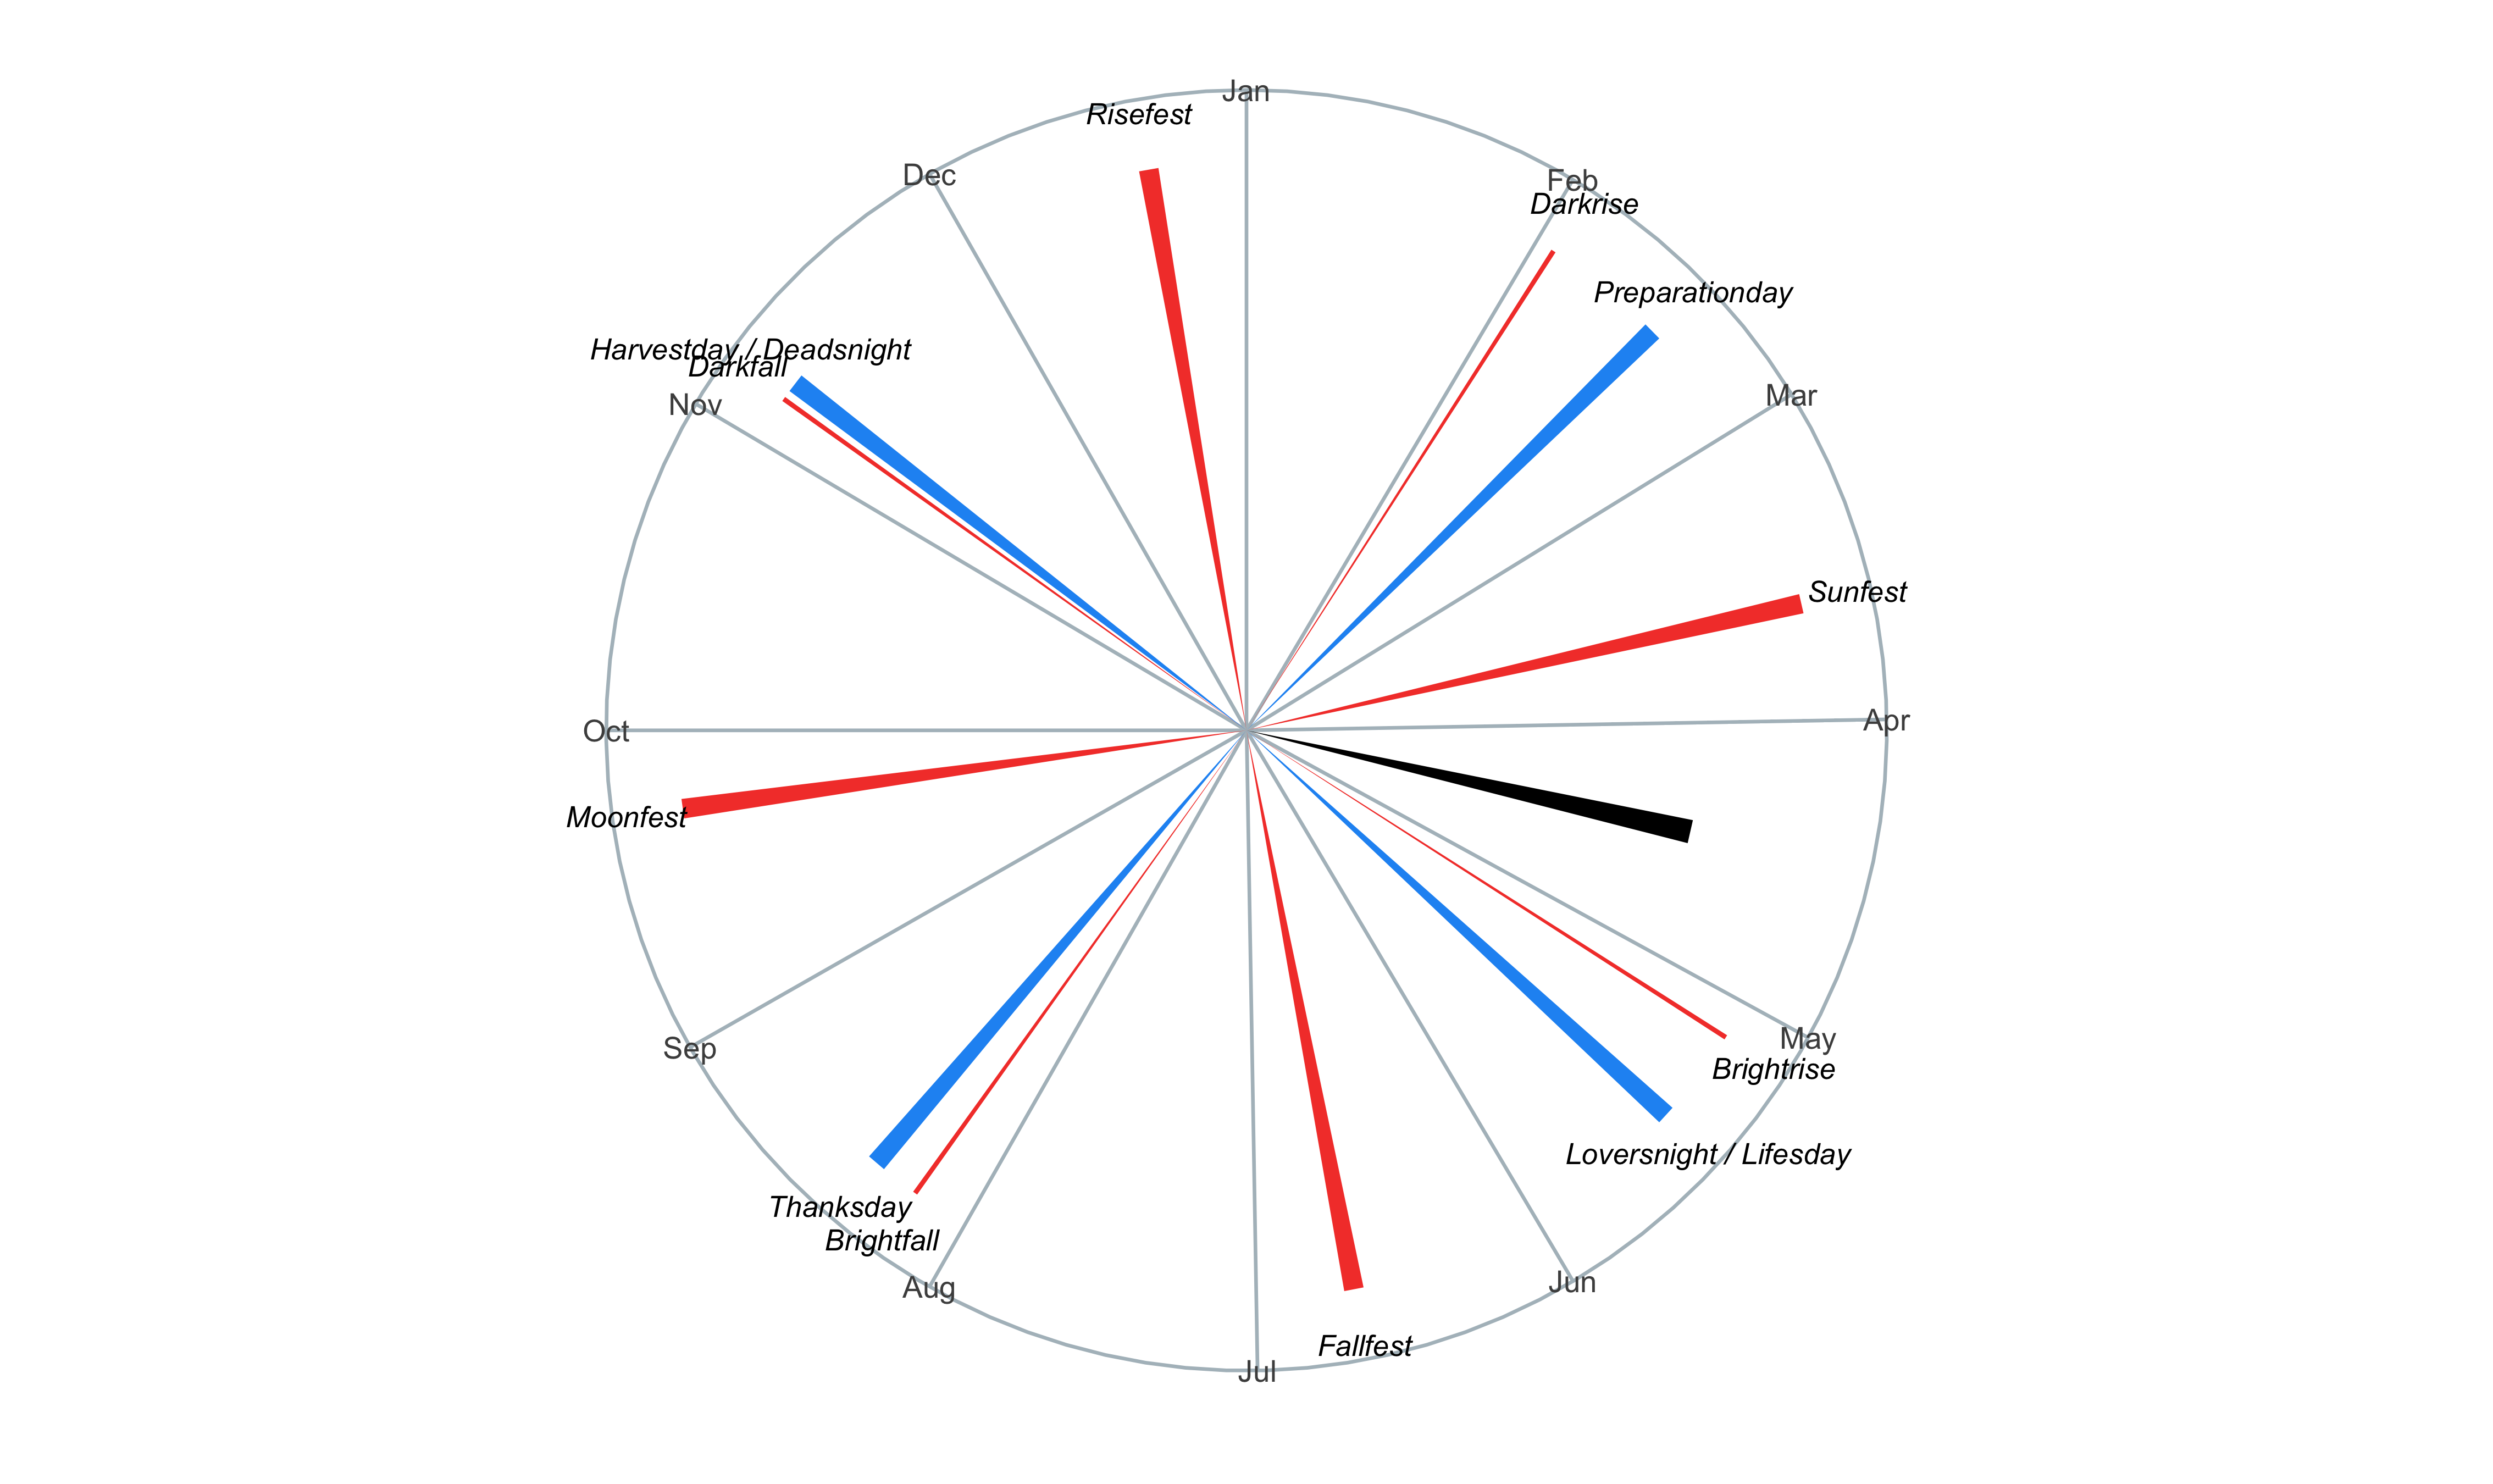 Jan
Risefest
Dec
Feb
Darkrise
Preparationday
Harvestday / Deadsnight
Darkfall
Nov
Mar
Sunfest
Oct
Apr
Moonfest
Sep
May
Brightrise
Loversnight / Lifesday
Thanksday
Brightfall
Aug
Jun
Fallfest
Jul